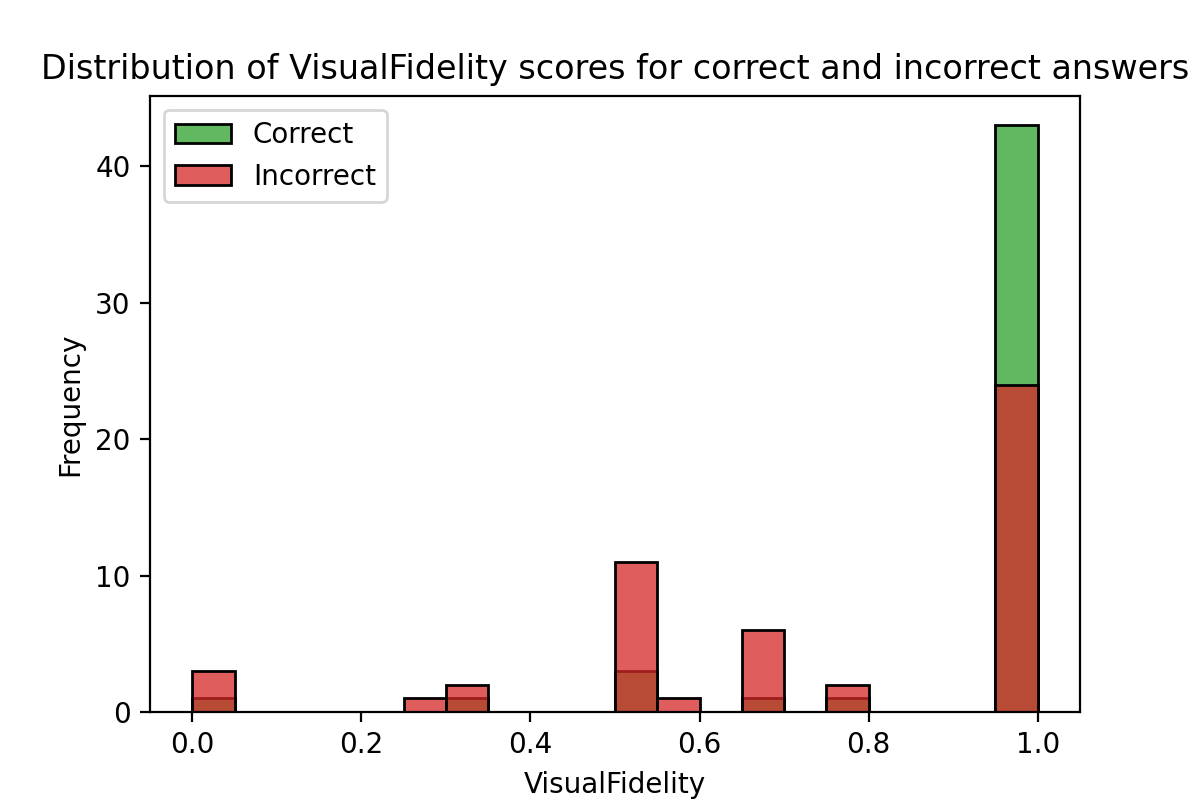 Distribution of VisualFidelity scores for correct and incorrect answers
Correct
Incorrect
40
30
20
10
0
Frequency
0.0 0.2 0.4 0.6 0.8 1.0
VisualFidelity